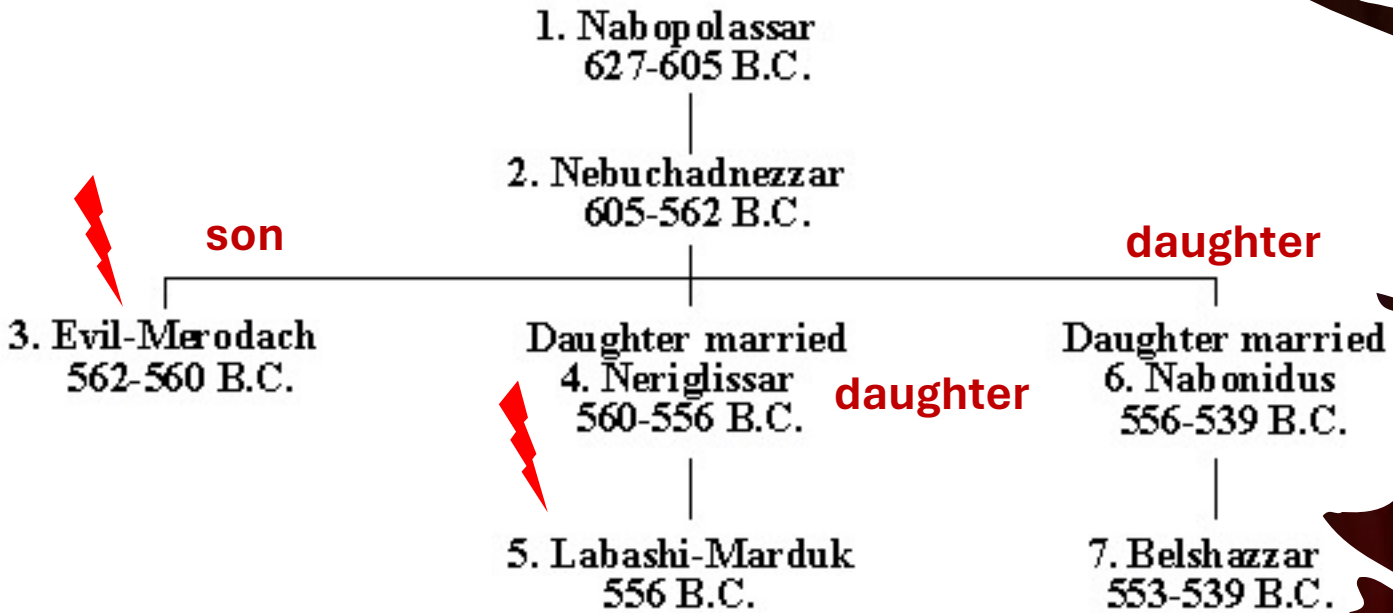 1. Nabopolassar
627-605 B.C.
2. Nebuchadnezzar
605-562 B.C.
son
daughter
3. Evil-Merodach
562-560 B.C.
Daughter married
4. Neriglissar
560-556 B.C.
daughter
Daughter married
6. Nabonidus
556-539 B.C.
5. Labashi-Marduk
556 B.C.
7. Belshazzar
553-539 B.C.